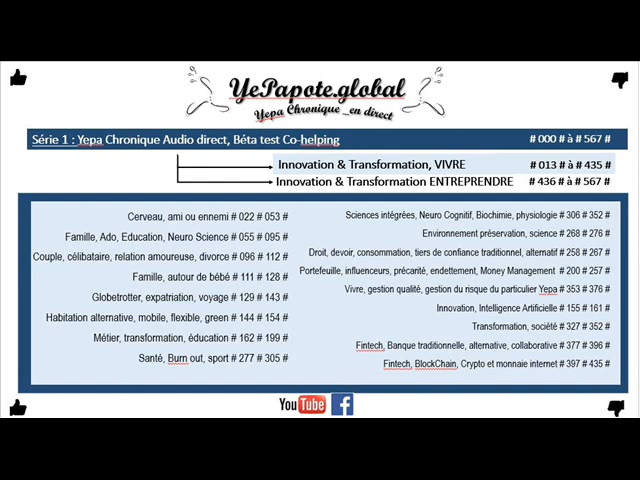 YePapote.global
Yepa Chronique _en direct
Série 1 : Yepa Chronique Audio direct, Béta test Co-helping # 000 # à # 567 #
Innovation & Transformation, VIVRE # 013 # à # 435 #
Innovation & Transformation ENTREPRENDRE # 436 # à # 567 #
Cerveau, ami ou ennemi # 022 # 053 #
Famille, Ado, Education, Neuro Science # 055 # 095 #
Couple, célibataire, relation amoureuse, divorce # 096 # 112 #
Famille, autour de bébé # 111 # 128 #
Globetrotter, expatriation, voyage # 129 # 143 #
Habitation alternative, mobile, flexible, green # 144 # 154 #
Métier, transformation, éducation # 162 # 199 #
Santé, Burn out, sport # 277 # 305 #
Sciences intégrées, Neuro Cognitif, Biochimie, physiologie # 306 # 352 #
Environnement préservation, science # 268 # 276 #
Droit, devoir, consommation, tiers de confiance traditionnel, alternatif # 258 # 267 #
Portefeuille, influenceurs, précarité, endettement, Money Management # 200 # 257 #
Vivre, gestion qualité, gestion du risque du particulier Yepa # 353 # 376 #
Innovation, Intelligence Artificielle # 155 # 161 #
Transformation, société # 327 # 352 #
Fintech, Banque traditionnelle, alternative, collaborative # 377 # 396 #
Fintech, BlockChain, Crypto et monnaie internet # 397 # 435 #
YouTube f